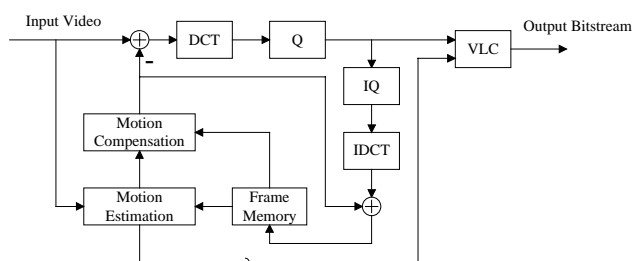 Input Video
Output Bitstream
DCT
Q
VLC
-
IQ
Motion
Compensation
IDCT
Motion
Estimation
Frame
Memory